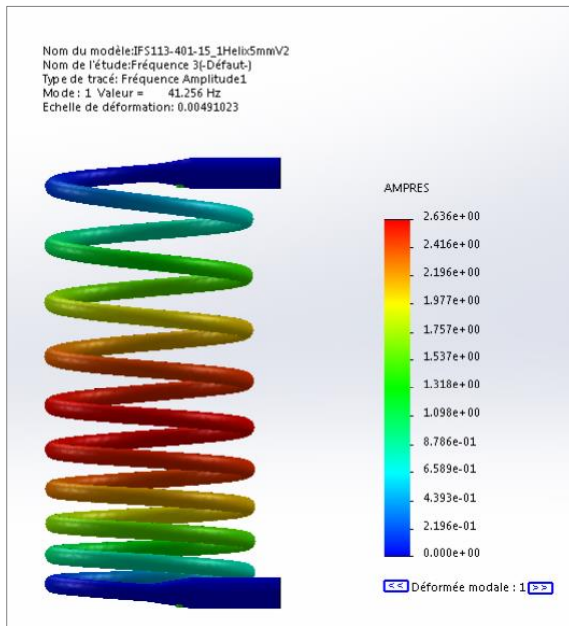 Nom du modèle:IFS113-401-15_1Helix5mmV2
Nom de l'étude:Fréquence 3(-Défaut-)
Type de tracé: Fréquence Amplitude1
Mode : 1 Valeur = 41.256 Hz
Echelle de déformation: 0.00491023
AMPRES
2.636e+00
2.416e+00
2.196e+00
1.977e+00
1.757e+00
1.537e+00
1.318e+00
1.098e+00
8.786e-01
6.589e-01
4.393e-01
2.196e-01
0.000e+00
<< Déformée modale : 1 >>